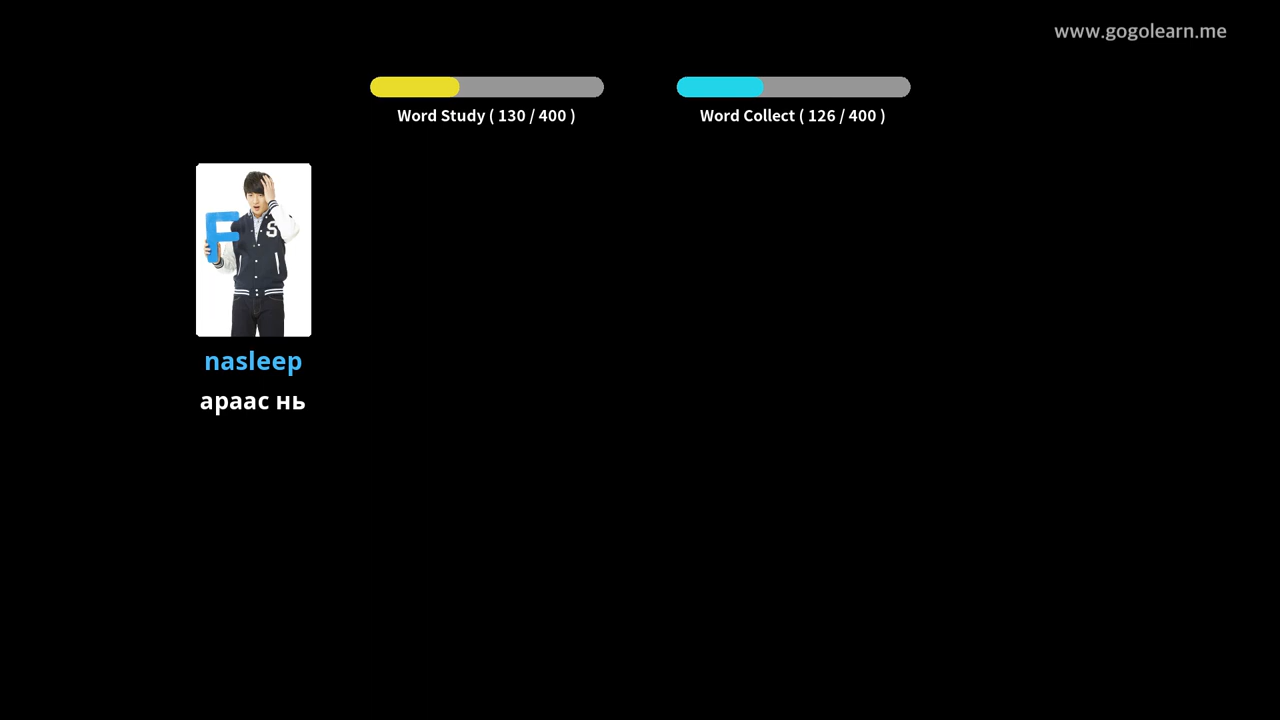 www.gogolearn.me
Word Study ( 130 / 400 )
Word Collect ( 126 / 400 )
F
S
nasleep
араас нь